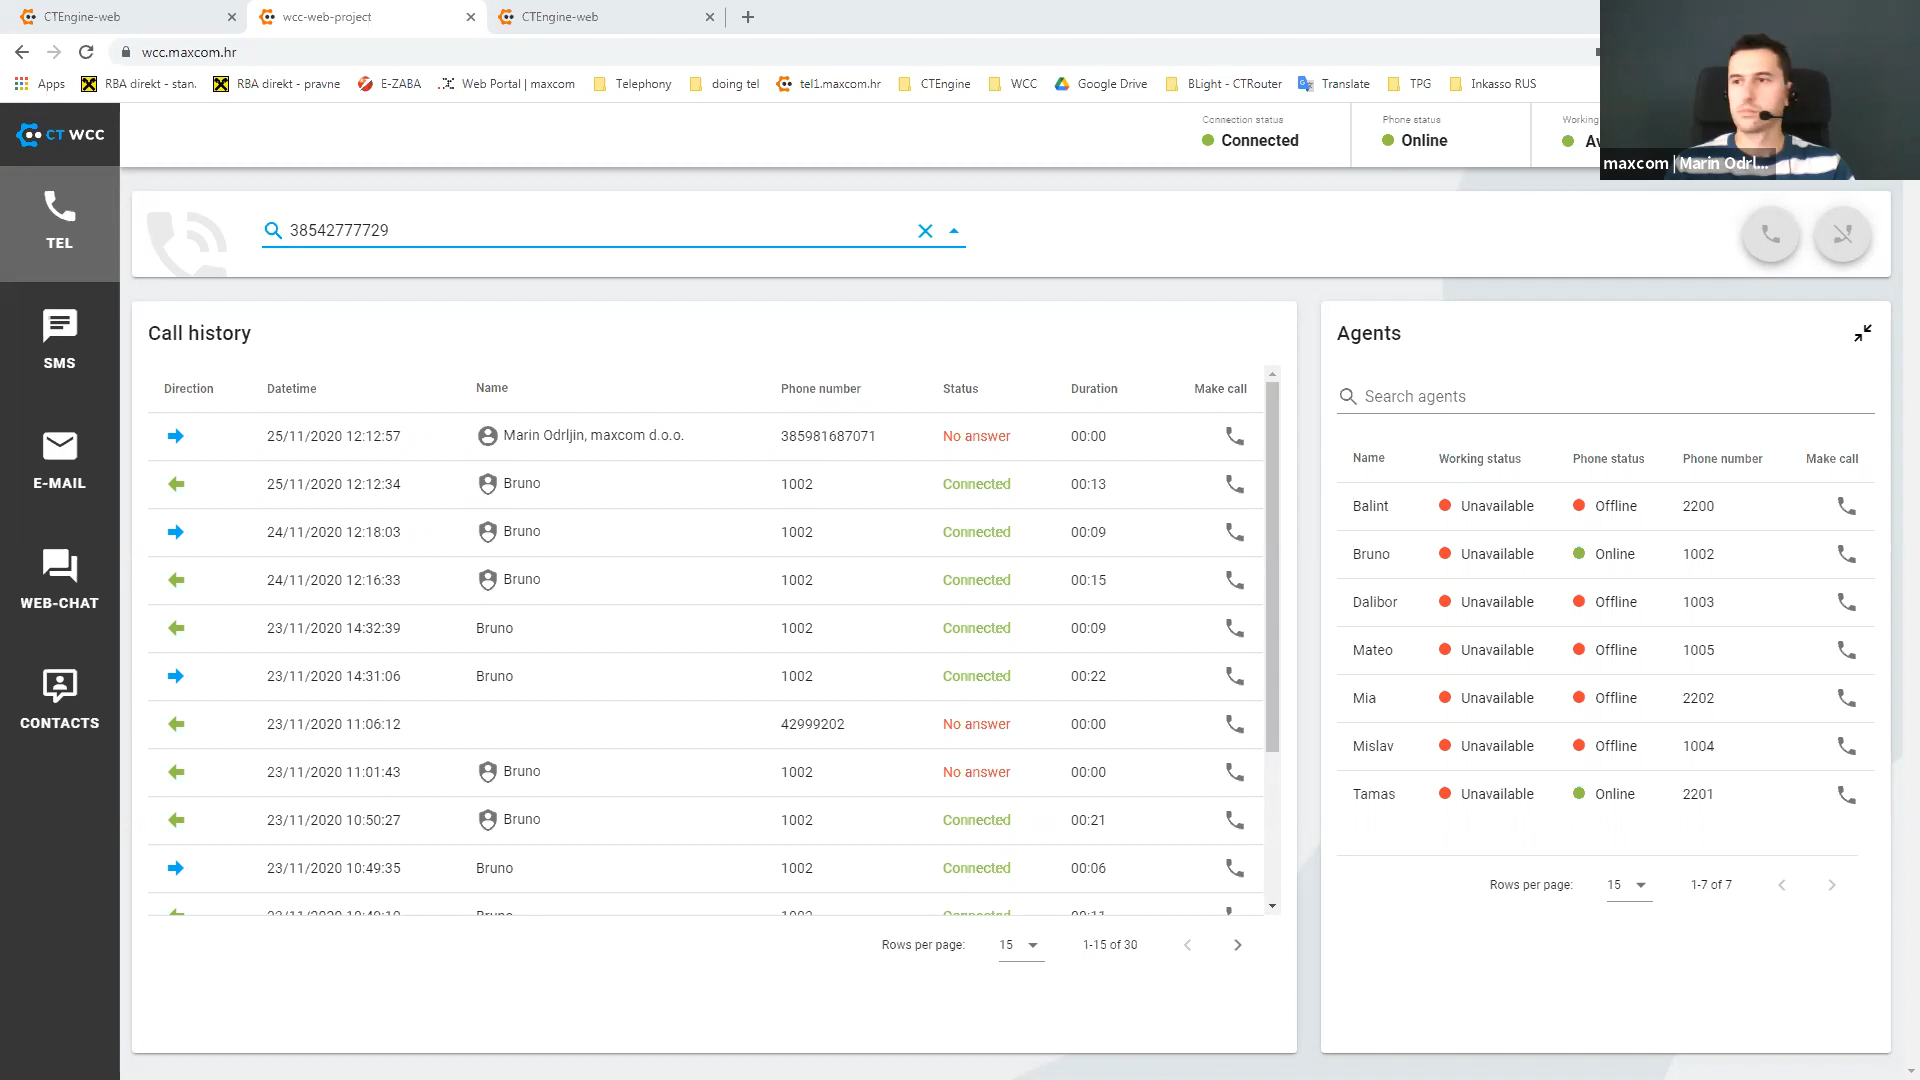 CTEngine-web
wcc-web-project
CTEngine-web
wcc.maxcom.hr
Apps
RBA direkt - stan.
RBA direkt - pravne
E-ZABA
Web Portal | maxcom
Telephony
doing tel
tel1.maxcom.hr
CTEngine
WCC
Google Drive
BLight - CTRouter
Translate
TPG
Inkasso RUS
CT WCC
Connection status
Connected
Phone status
Online
Working
maxcom | Marin Odrl...
TEL
SMS
E-MAIL
WEB-CHAT
CONTACTS
38542777729
Call history
Direction Datetime Name Phone number Status Duration Make call
25/11/2020 12:12:57 Marin Odrljin, maxcom d.o.o. 385981687071 No answer 00:00
25/11/2020 12:12:34 Bruno 1002 Connected 00:13
24/11/2020 12:18:03 Bruno 1002 Connected 00:09
24/11/2020 12:16:33 Bruno 1002 Connected 00:15
23/11/2020 14:32:39 Bruno 1002 Connected 00:09
23/11/2020 14:31:06 Bruno 1002 Connected 00:22
23/11/2020 11:06:12 42999202 No answer 00:00
23/11/2020 11:01:43 Bruno 1002 No answer 00:00
23/11/2020 10:50:27 Bruno 1002 Connected 00:21
23/11/2020 10:49:35 Bruno 1002 Connected 00:06
Rows per page: 15 1-15 of 30
Agents
Search agents
Name Working status Phone status Phone number Make call
Balint Unavailable Offline 2200
Bruno Unavailable Online 1002
Dalibor Unavailable Offline 1003
Mateo Unavailable Offline 1005
Mia Unavailable Offline 2202
Mislav Unavailable Offline 1004
Tamas Unavailable Online 2201
Rows per page: 15 1-7 of 7